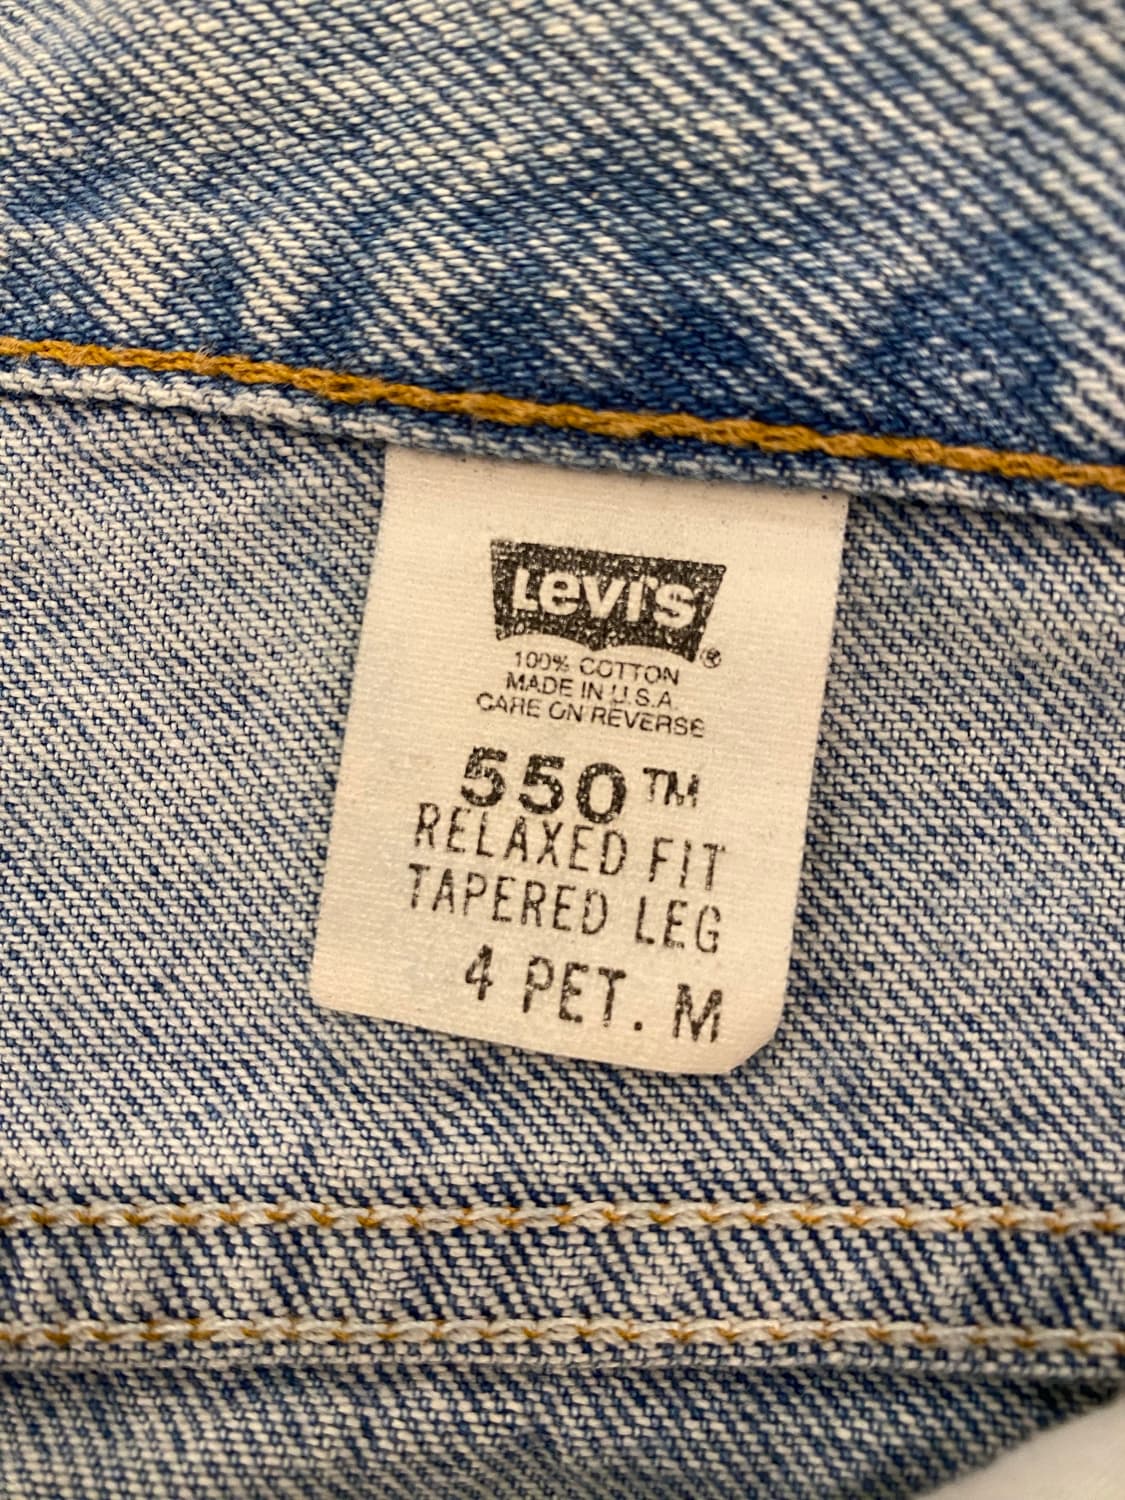 Levi's®
100% COTTON
MADE IN U.S.A.
CARE ON REVERSE
550™
RELAXED FIT
TAPERED LEG
4 PET. M